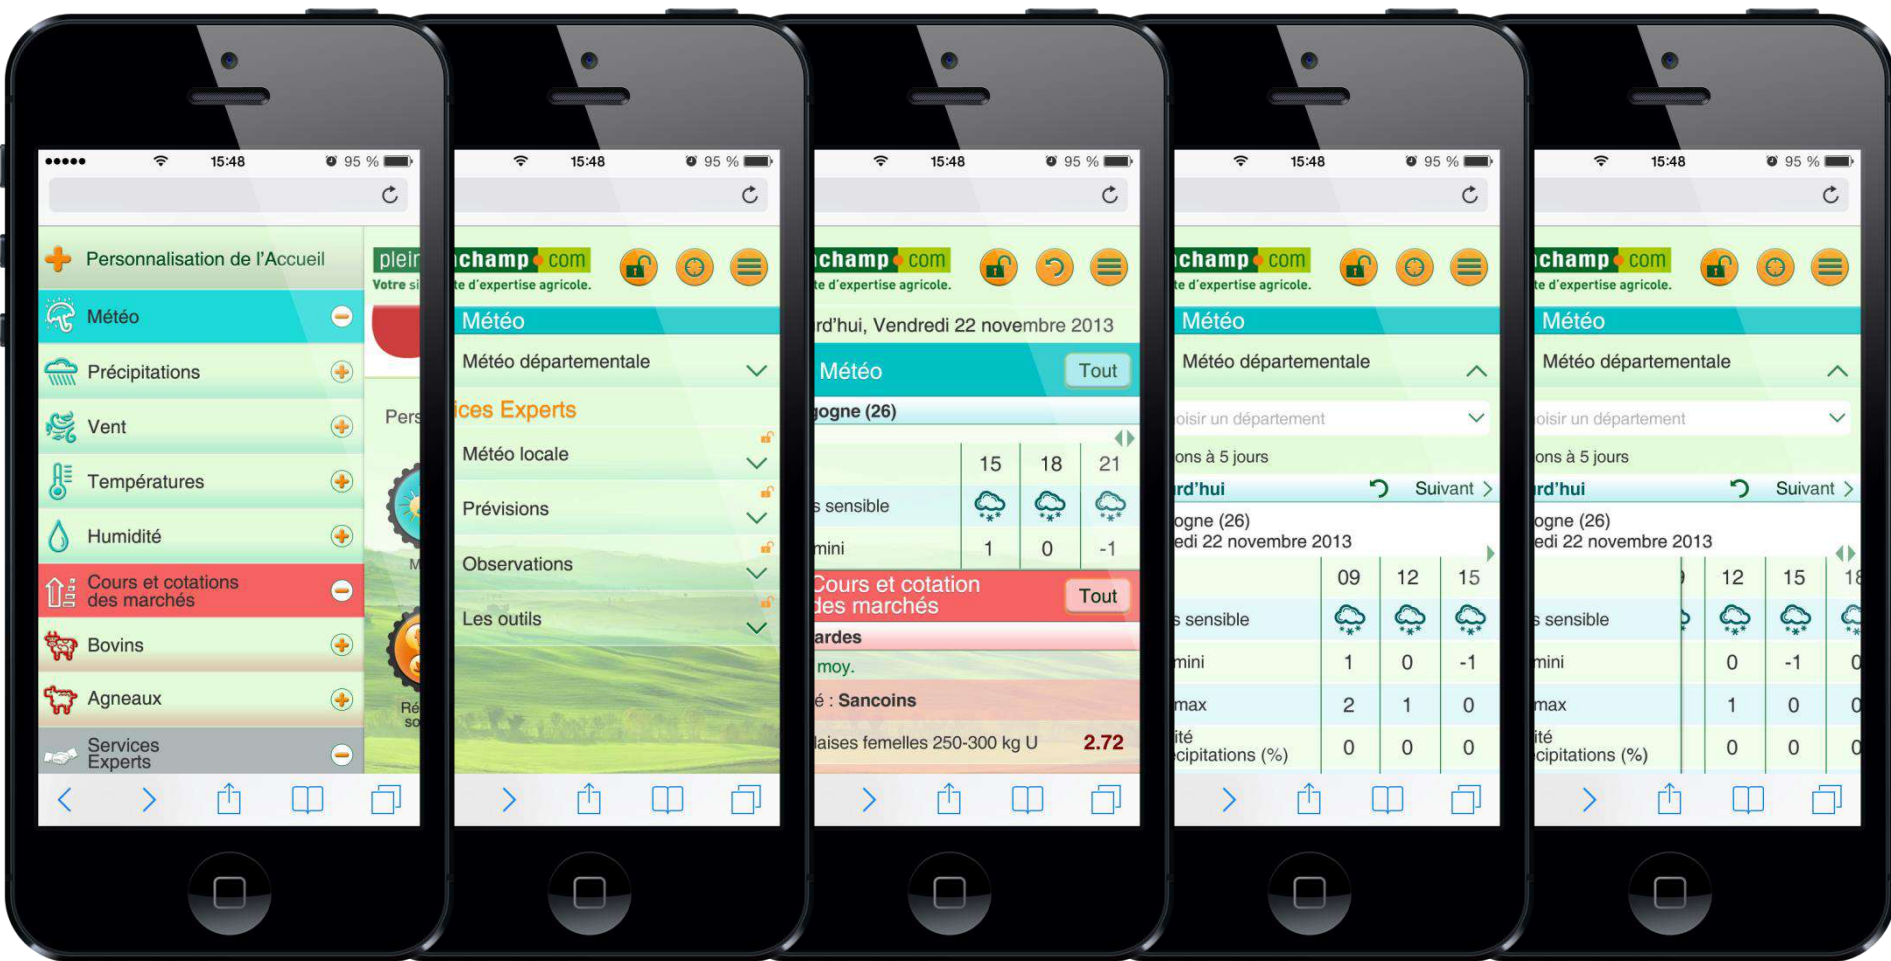 15:48
95 %
Personnalisation de l'Accueil
Météo
Précipitations
Vent
Températures
Humidité
Cours et cotations
des marchés
Bovins
Agneaux
Services
Experts
plein
Votre si
Pers
M
Ré
so
15:48
95 %
champ com
te d'expertise agricole.
Météo
Météo départementale
ices Experts
Météo locale
Prévisions
Observations
Les outils
15:48
95 %
champ com
te d'expertise agricole.
rd'hui, Vendredi 22 novembre 2013
Météo
Tout
gogne (26)
15 18 21
s sensible
mini 1 0 -1
Cours et cotation
des marchés
Tout
ardes
moy.
é : Sancoins
laises femelles 250-300 kg U 2.72
15:48
95 %
champ com
te d'expertise agricole.
Météo
Météo départementale
oisir un département
ons à 5 jours
rd'hui Suivant
ogne (26)
edi 22 novembre 2013
09 12 15
s sensible
mini 1 0 -1
max 2 1 0
ité
cipitations (%) 0 0 0
15:48
95 %
champ com
te d'expertise agricole.
Météo
Météo départementale
oisir un département
ons à 5 jours
rd'hui Suivant
ogne (26)
edi 22 novembre 2013
12 15 18
s sensible
mini 0 -1 0
max 1 0 0
ité
cipitations (%) 0 0 0